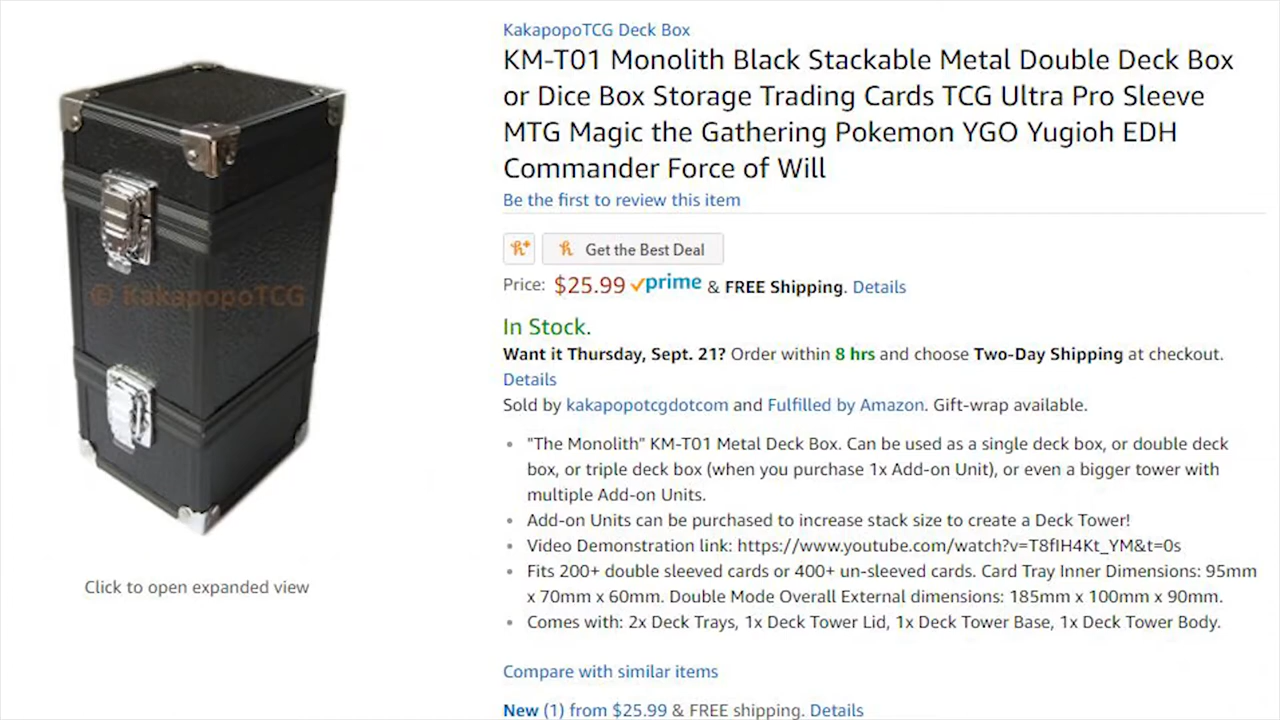 KakapopoTCG Deck Box
KM-T01 Monolith Black Stackable Metal Double Deck Box
or Dice Box Storage Trading Cards TCG Ultra Pro Sleeve
MTG Magic the Gathering Pokemon YGO Yugioh EDH
Commander Force of Will
Be the first to review this item
Get the Best Deal
Price: $25.99 prime & FREE Shipping. Details
In Stock.
Want it Thursday, Sept. 21? Order within 8 hrs and choose Two-Day Shipping at checkout.
Details
Sold by kakapopotcgdotcom and Fulfilled by Amazon. Gift-wrap available.
• "The Monolith" KM-T01 Metal Deck Box. Can be used as a single deck box, or double deck
box, or triple deck box (when you purchase 1x Add-on Unit), or even a bigger tower with
multiple Add-on Units.
• Add-on Units can be purchased to increase stack size to create a Deck Tower!
• Video Demonstration link: https://www.youtube.com/watch?v=T8fIH4Kt_YM&t=0s
• Fits 200+ double sleeved cards or 400+ un-sleeved cards. Card Tray Inner Dimensions: 95mm
x 70mm x 60mm. Double Mode Overall External dimensions: 185mm x 100mm x 90mm.
• Comes with: 2x Deck Trays, 1x Deck Tower Lid, 1x Deck Tower Base, 1x Deck Tower Body.
Compare with similar items
New (1) from $25.99 & FREE shipping. Details
© KakapopoTCG
Click to open expanded view